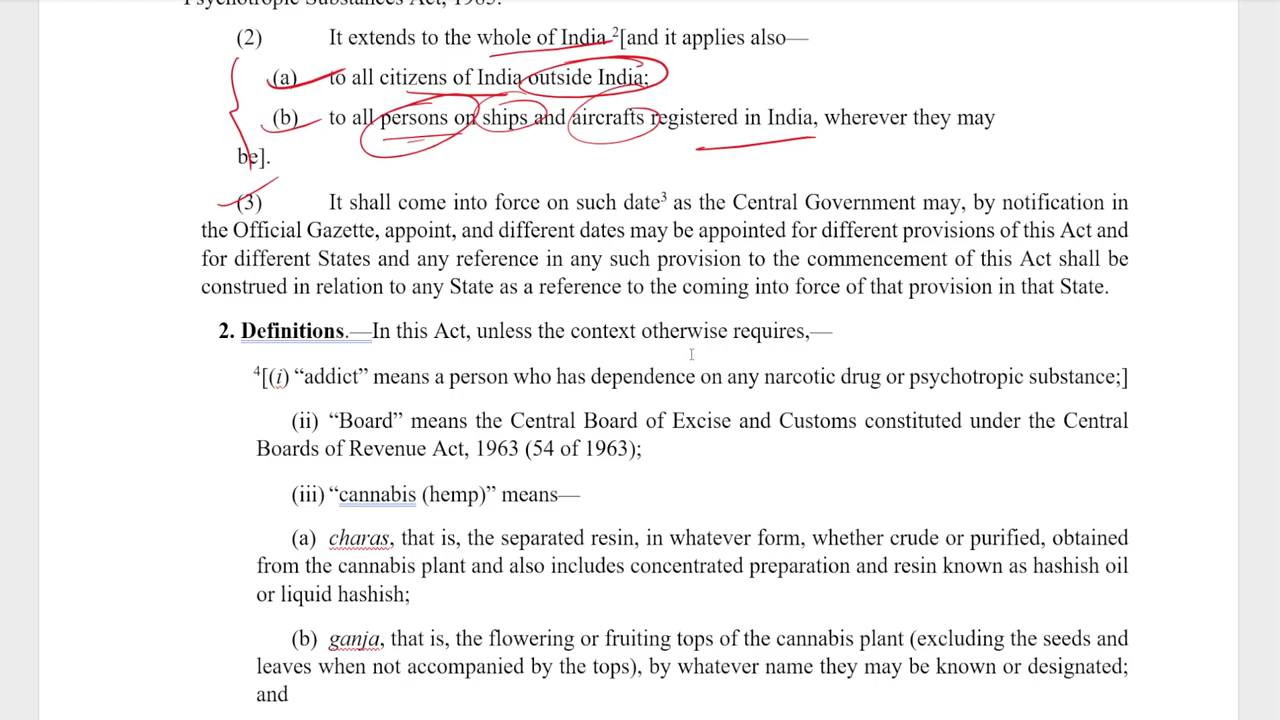 Psychotropic Substances Act, 1985.
(2) It extends to the whole of India ²[and it applies also—
(a) to all citizens of India outside India;
(b) to all persons on ships and aircrafts registered in India, wherever they may
be].
(3) It shall come into force on such date³ as the Central Government may, by notification in
the Official Gazette, appoint, and different dates may be appointed for different provisions of this Act and
for different States and any reference in any such provision to the commencement of this Act shall be
construed in relation to any State as a reference to the coming into force of that provision in that State.
2. Definitions.—In this Act, unless the context otherwise requires,—
⁴[(i) “addict” means a person who has dependence on any narcotic drug or psychotropic substance;]
(ii) “Board” means the Central Board of Excise and Customs constituted under the Central
Boards of Revenue Act, 1963 (54 of 1963);
(iii) “cannabis (hemp)” means—
(a) charas, that is, the separated resin, in whatever form, whether crude or purified, obtained
from the cannabis plant and also includes concentrated preparation and resin known as hashish oil
or liquid hashish;
(b) ganja, that is, the flowering or fruiting tops of the cannabis plant (excluding the seeds and
leaves when not accompanied by the tops), by whatever name they may be known or designated;
and